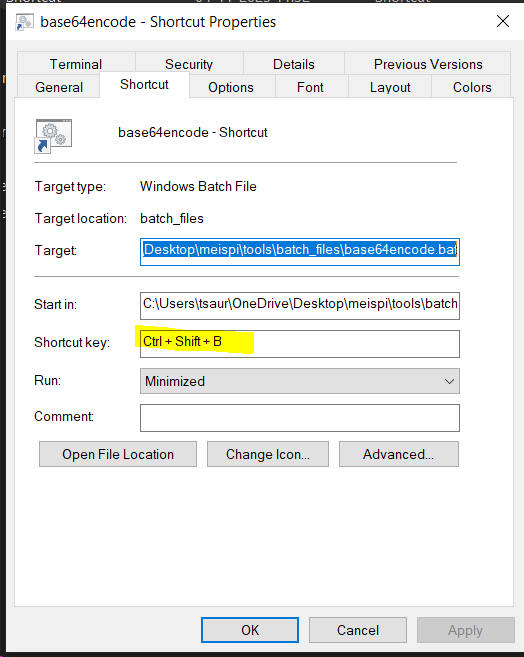 base64encode - Shortcut Properties
Terminal Security Details Previous Versions
General Shortcut Options Font Layout Colors
base64encode - Shortcut
Target type: Windows Batch File
Target location: batch_files
Target: Desktop\meispi\tools\batch_files\base64encode.bat
Start in: C:\Users\tsaur\OneDrive\Desktop\meispi\tools\batch
Shortcut key: Ctrl + Shift + B
Run: Minimized
Comment:
Open File Location Change Icon... Advanced...
OK Cancel Apply